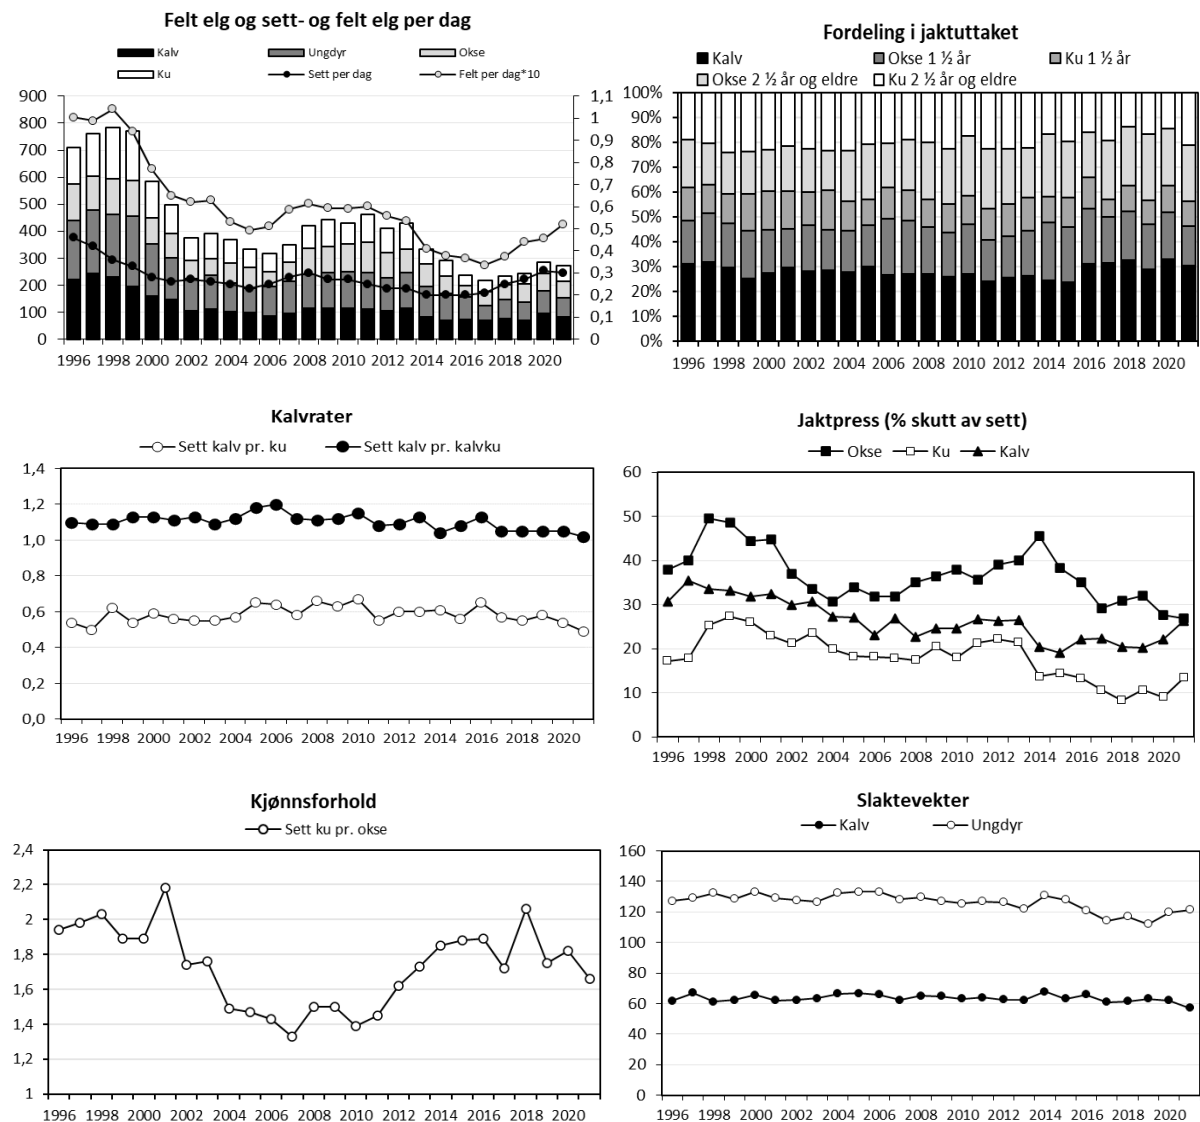 Felt elg og sett- og felt elg per dag
Kalv Ungdyr Okse
Ku Sett per dag Felt per dag*10
900 1,1
800 1
700 0,9
600 0,8
500 0,7
400 0,6
300 0,5
200 0,4
100 0,3
0 0,2
0,1
0
1996 1998 2000 2002 2004 2006 2008 2010 2012 2014 2016 2018 2020
Fordeling i jaktuttaket
Kalv Okse 1 ½ år Ku 1 ½ år
Okse 2 ½ år og eldre Ku 2 ½ år og eldre
100%
90%
80%
70%
60%
50%
40%
30%
20%
10%
0%
1996 1998 2000 2002 2004 2006 2008 2010 2012 2014 2016 2018 2020
Kalvrater
Sett kalv pr. ku Sett kalv pr. kalvku
1,4
1,2
1,0
0,8
0,6
0,4
0,2
0,0
1996 1998 2000 2002 2004 2006 2008 2010 2012 2014 2016 2018 2020
Jaktpress (% skutt av sett)
Okse Ku Kalv
60
50
40
30
20
10
0
1996 1998 2000 2002 2004 2006 2008 2010 2012 2014 2016 2018 2020
Kjønnsforhold
Sett ku pr. okse
2,4
2,2
2
1,8
1,6
1,4
1,2
1
1996 1998 2000 2002 2004 2006 2008 2010 2012 2014 2016 2018 2020
Slaktevekter
Kalv Ungdyr
160
140
120
100
80
60
40
20
0
1996 1998 2000 2002 2004 2006 2008 2010 2012 2014 2016 2018 2020